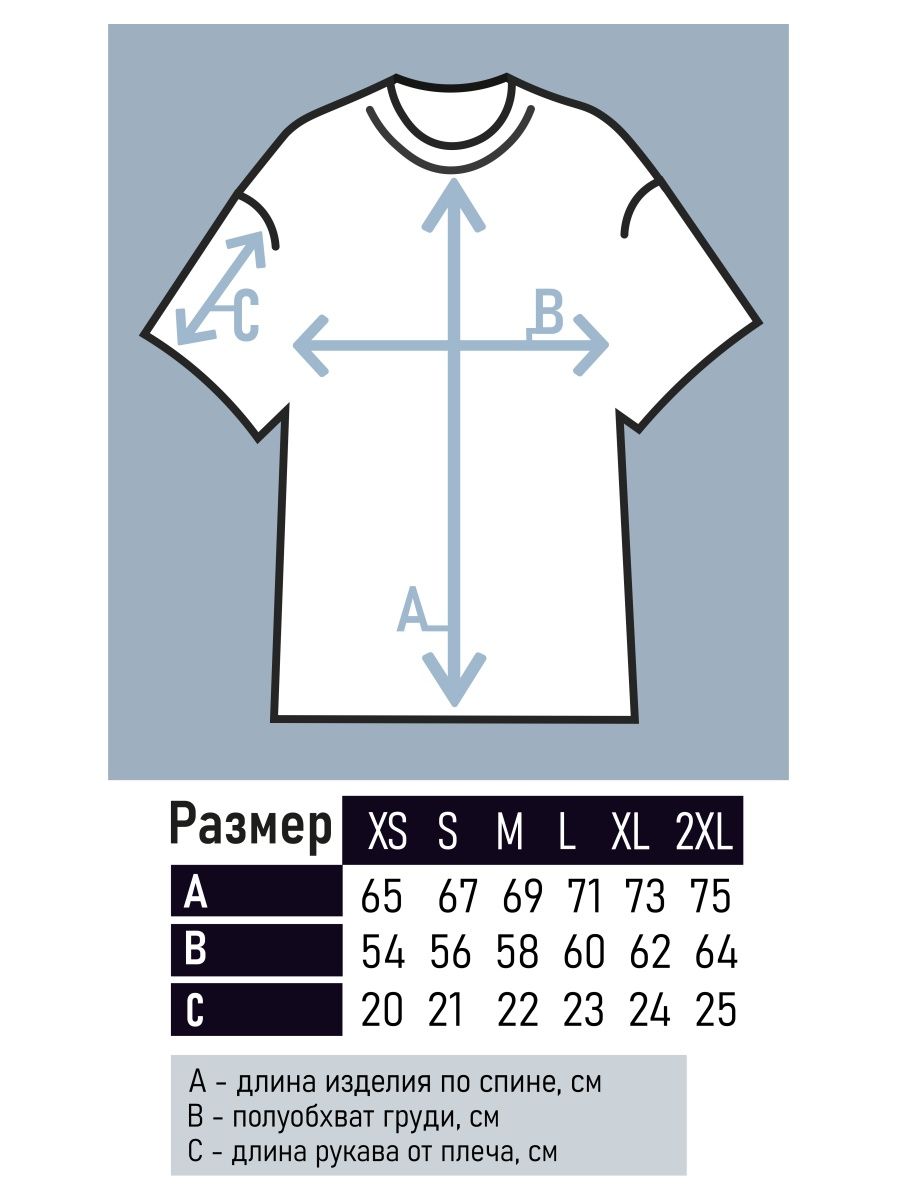 C
B
A
Размер XS S M L XL 2XL
A 65 67 69 71 73 75
B 54 56 58 60 62 64
C 20 21 22 23 24 25
A - длина изделия по спине, см
B - полуобхват груди, см
C - длина рукава от плеча, см